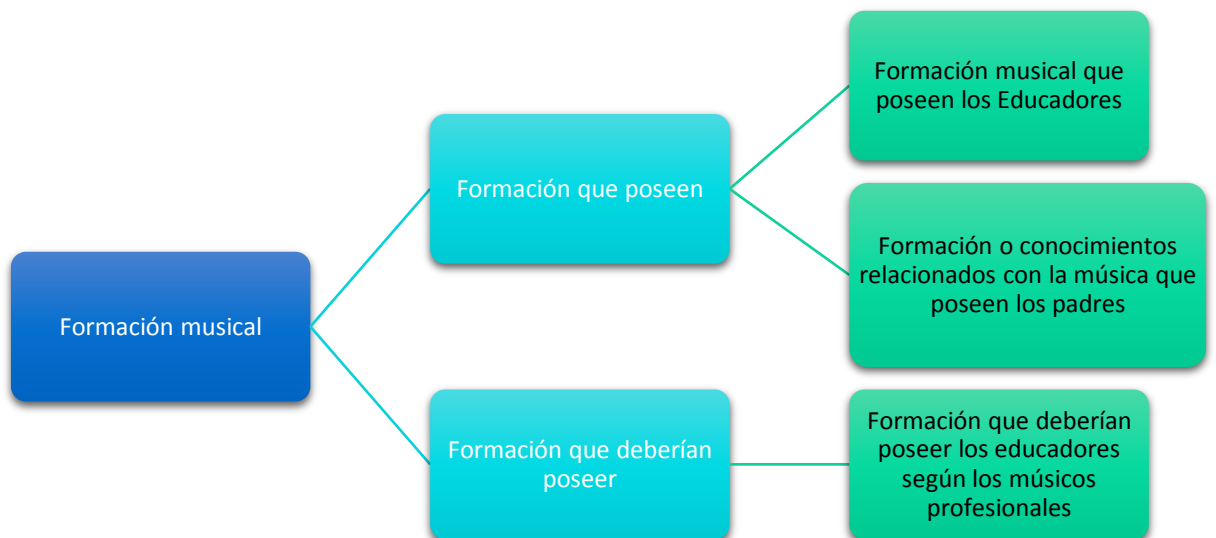 Formación musical
Formación que poseen
Formación musical que
poseen los Educadores
Formación o conocimientos
relacionados con la música que
poseen los padres
Formación que deberían
poseer
Formación que deberían
poseer los educadores
según los músicos
profesionales